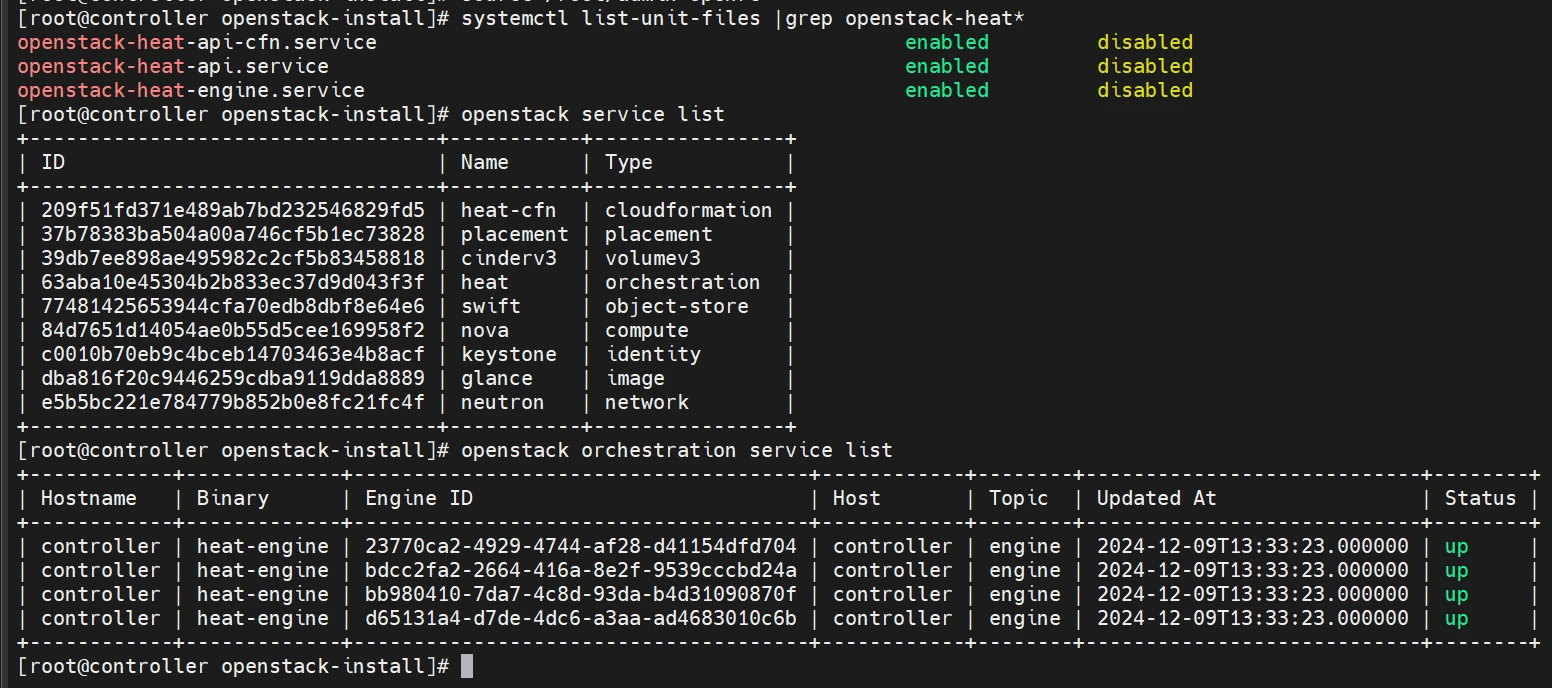 [root@controller openstack-install]# systemctl list-unit-files |grep openstack-heat*
openstack-heat-api-cfn.service enabled disabled
openstack-heat-api.service enabled disabled
openstack-heat-engine.service enabled disabled
[root@controller openstack-install]# openstack service list
+----------------------------------+-----------+----------------+
| ID | Name | Type |
+----------------------------------+-----------+----------------+
| 209f51fd371e489ab7bd232546829fd5 | heat-cfn | cloudformation |
| 37b78383ba504a00a746cf5b1ec73828 | placement | placement |
| 39db7ee898ae495982c2cf5b83458818 | cinderv3 | volumev3 |
| 63aba10e45304b2b833ec37d9d043f3f | heat | orchestration |
| 77481425653944cfa70edb8dbf8e64e6 | swift | object-store |
| 84d7651d14054ae0b55d5cee169958f2 | nova | compute |
| c0010b70eb9c4bceb14703463e4b8acf | keystone | identity |
| dba816f20c9446259cdba9119dda8889 | glance | image |
| e5b5bc221e784779b852b0e8fc21fc4f | neutron | network |
+----------------------------------+-----------+----------------+
[root@controller openstack-install]# openstack orchestration service list
+------------+-------------+--------------------------------------+------------+--------+----------------------------+--------+
| Hostname | Binary | Engine ID | Host | Topic | Updated At | Status |
+------------+-------------+--------------------------------------+------------+--------+----------------------------+--------+
| controller | heat-engine | 23770ca2-4929-4744-af28-d41154dfd704 | controller | engine | 2024-12-09T13:33:23.000000 | up |
| controller | heat-engine | bdcc2fa2-2664-416a-8e2f-9539cccbd24a | controller | engine | 2024-12-09T13:33:23.000000 | up |
| controller | heat-engine | bb980410-7da7-4c8d-93da-b4d31090870f | controller | engine | 2024-12-09T13:33:23.000000 | up |
| controller | heat-engine | d65131a4-d7de-4dc6-a3aa-ad4683010c6b | controller | engine | 2024-12-09T13:33:23.000000 | up |
+------------+-------------+--------------------------------------+------------+--------+----------------------------+--------+
[root@controller openstack-install]#